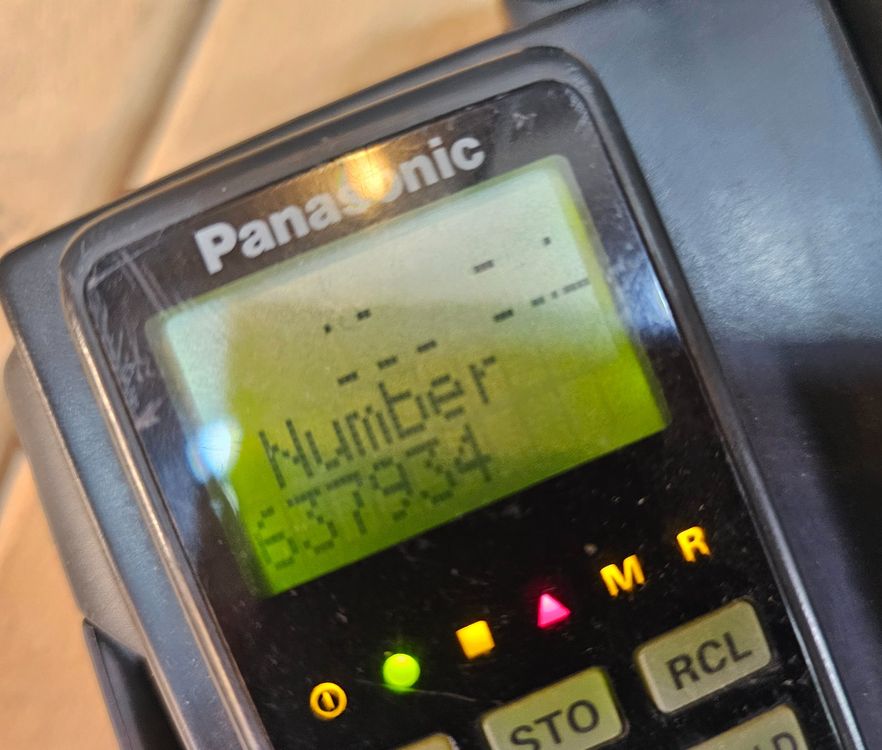 Panasonic
Number
637934
M R
STO RCL